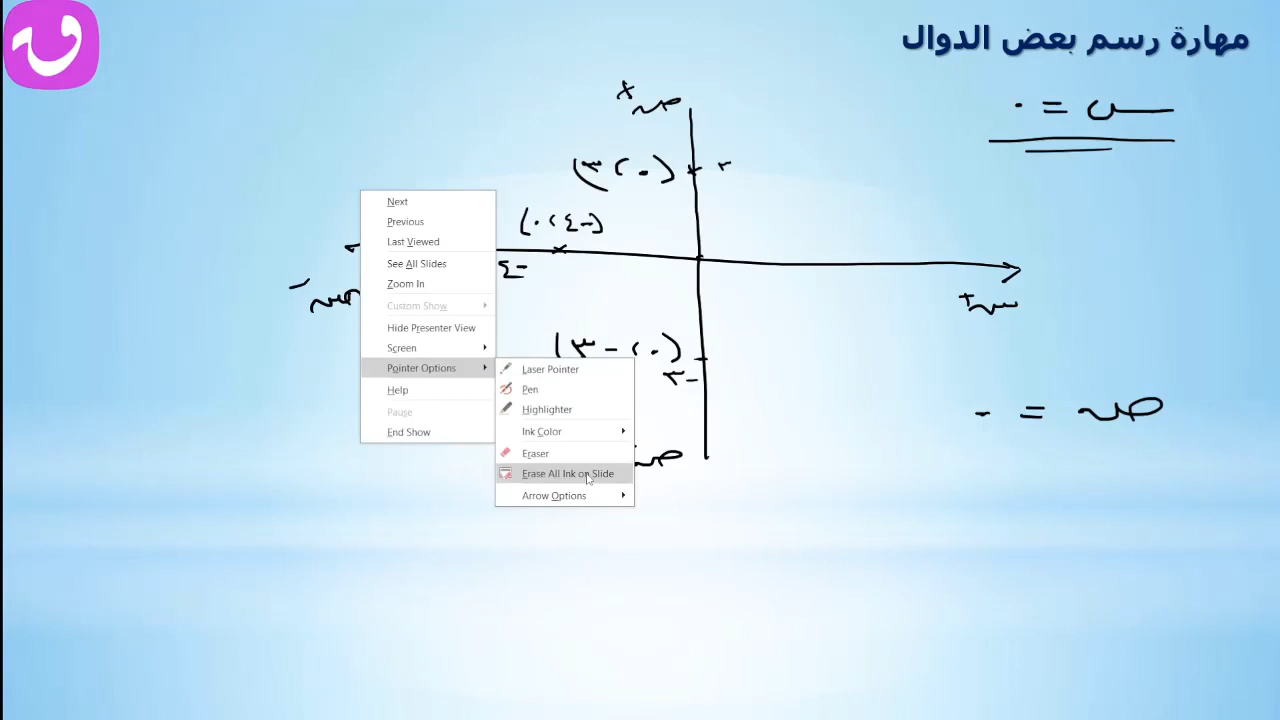 مهارة رسم بعض الدوال
س = ٠
ص+
(٠ ، ٣)
٣
(-٤ ، ٠)
-٤
س+
(٠ ، -٣)
-٣
ص = ٠
Next
Previous
Last Viewed
See All Slides
Zoom In
Custom Show
Hide Presenter View
Screen
Pointer Options
Help
Pause
End Show
Laser Pointer
Pen
Highlighter
Ink Color
Eraser
Erase All Ink on Slide
Arrow Options